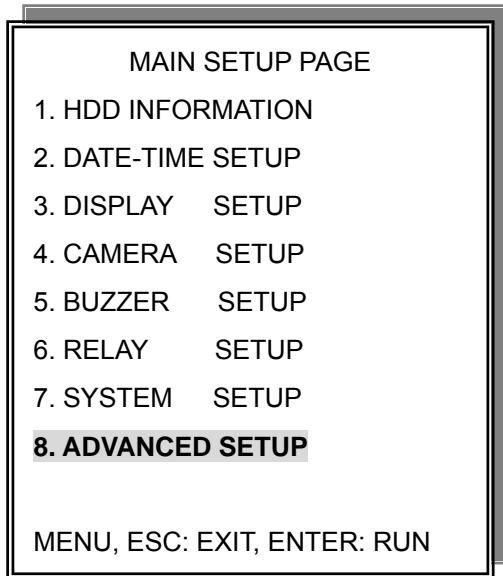 MAIN SETUP PAGE
1. HDD INFORMATION
2. DATE-TIME SETUP
3. DISPLAY SETUP
4. CAMERA SETUP
5. BUZZER SETUP
6. RELAY SETUP
7. SYSTEM SETUP
8. ADVANCED SETUP
MENU, ESC: EXIT, ENTER: RUN